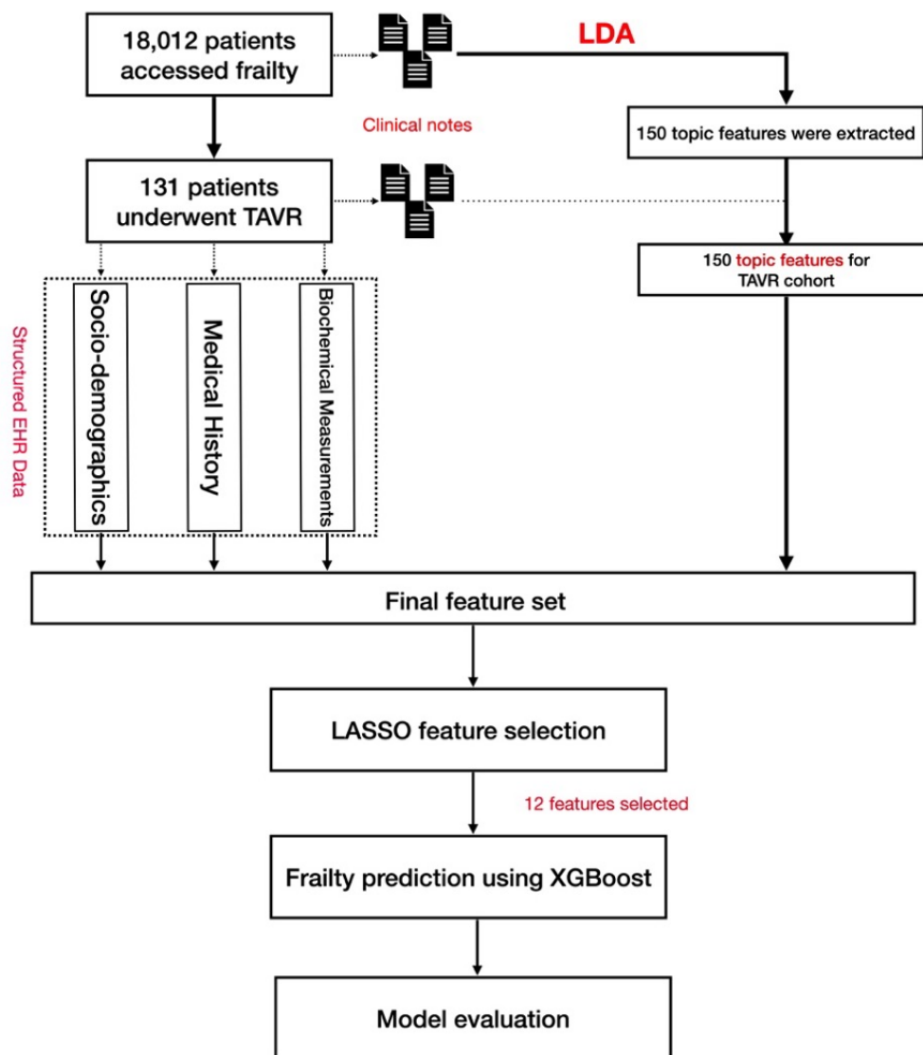 18,012 patients
accessed frailty
LDA
Clinical notes
150 topic features were extracted
131 patients
underwent TAVR
150 topic features for
TAVR cohort
Structured EHR Data
Socio-demographics
Medical History
Biochemical Measurements
Final feature set
LASSO feature selection
12 features selected
Frailty prediction using XGBoost
Model evaluation